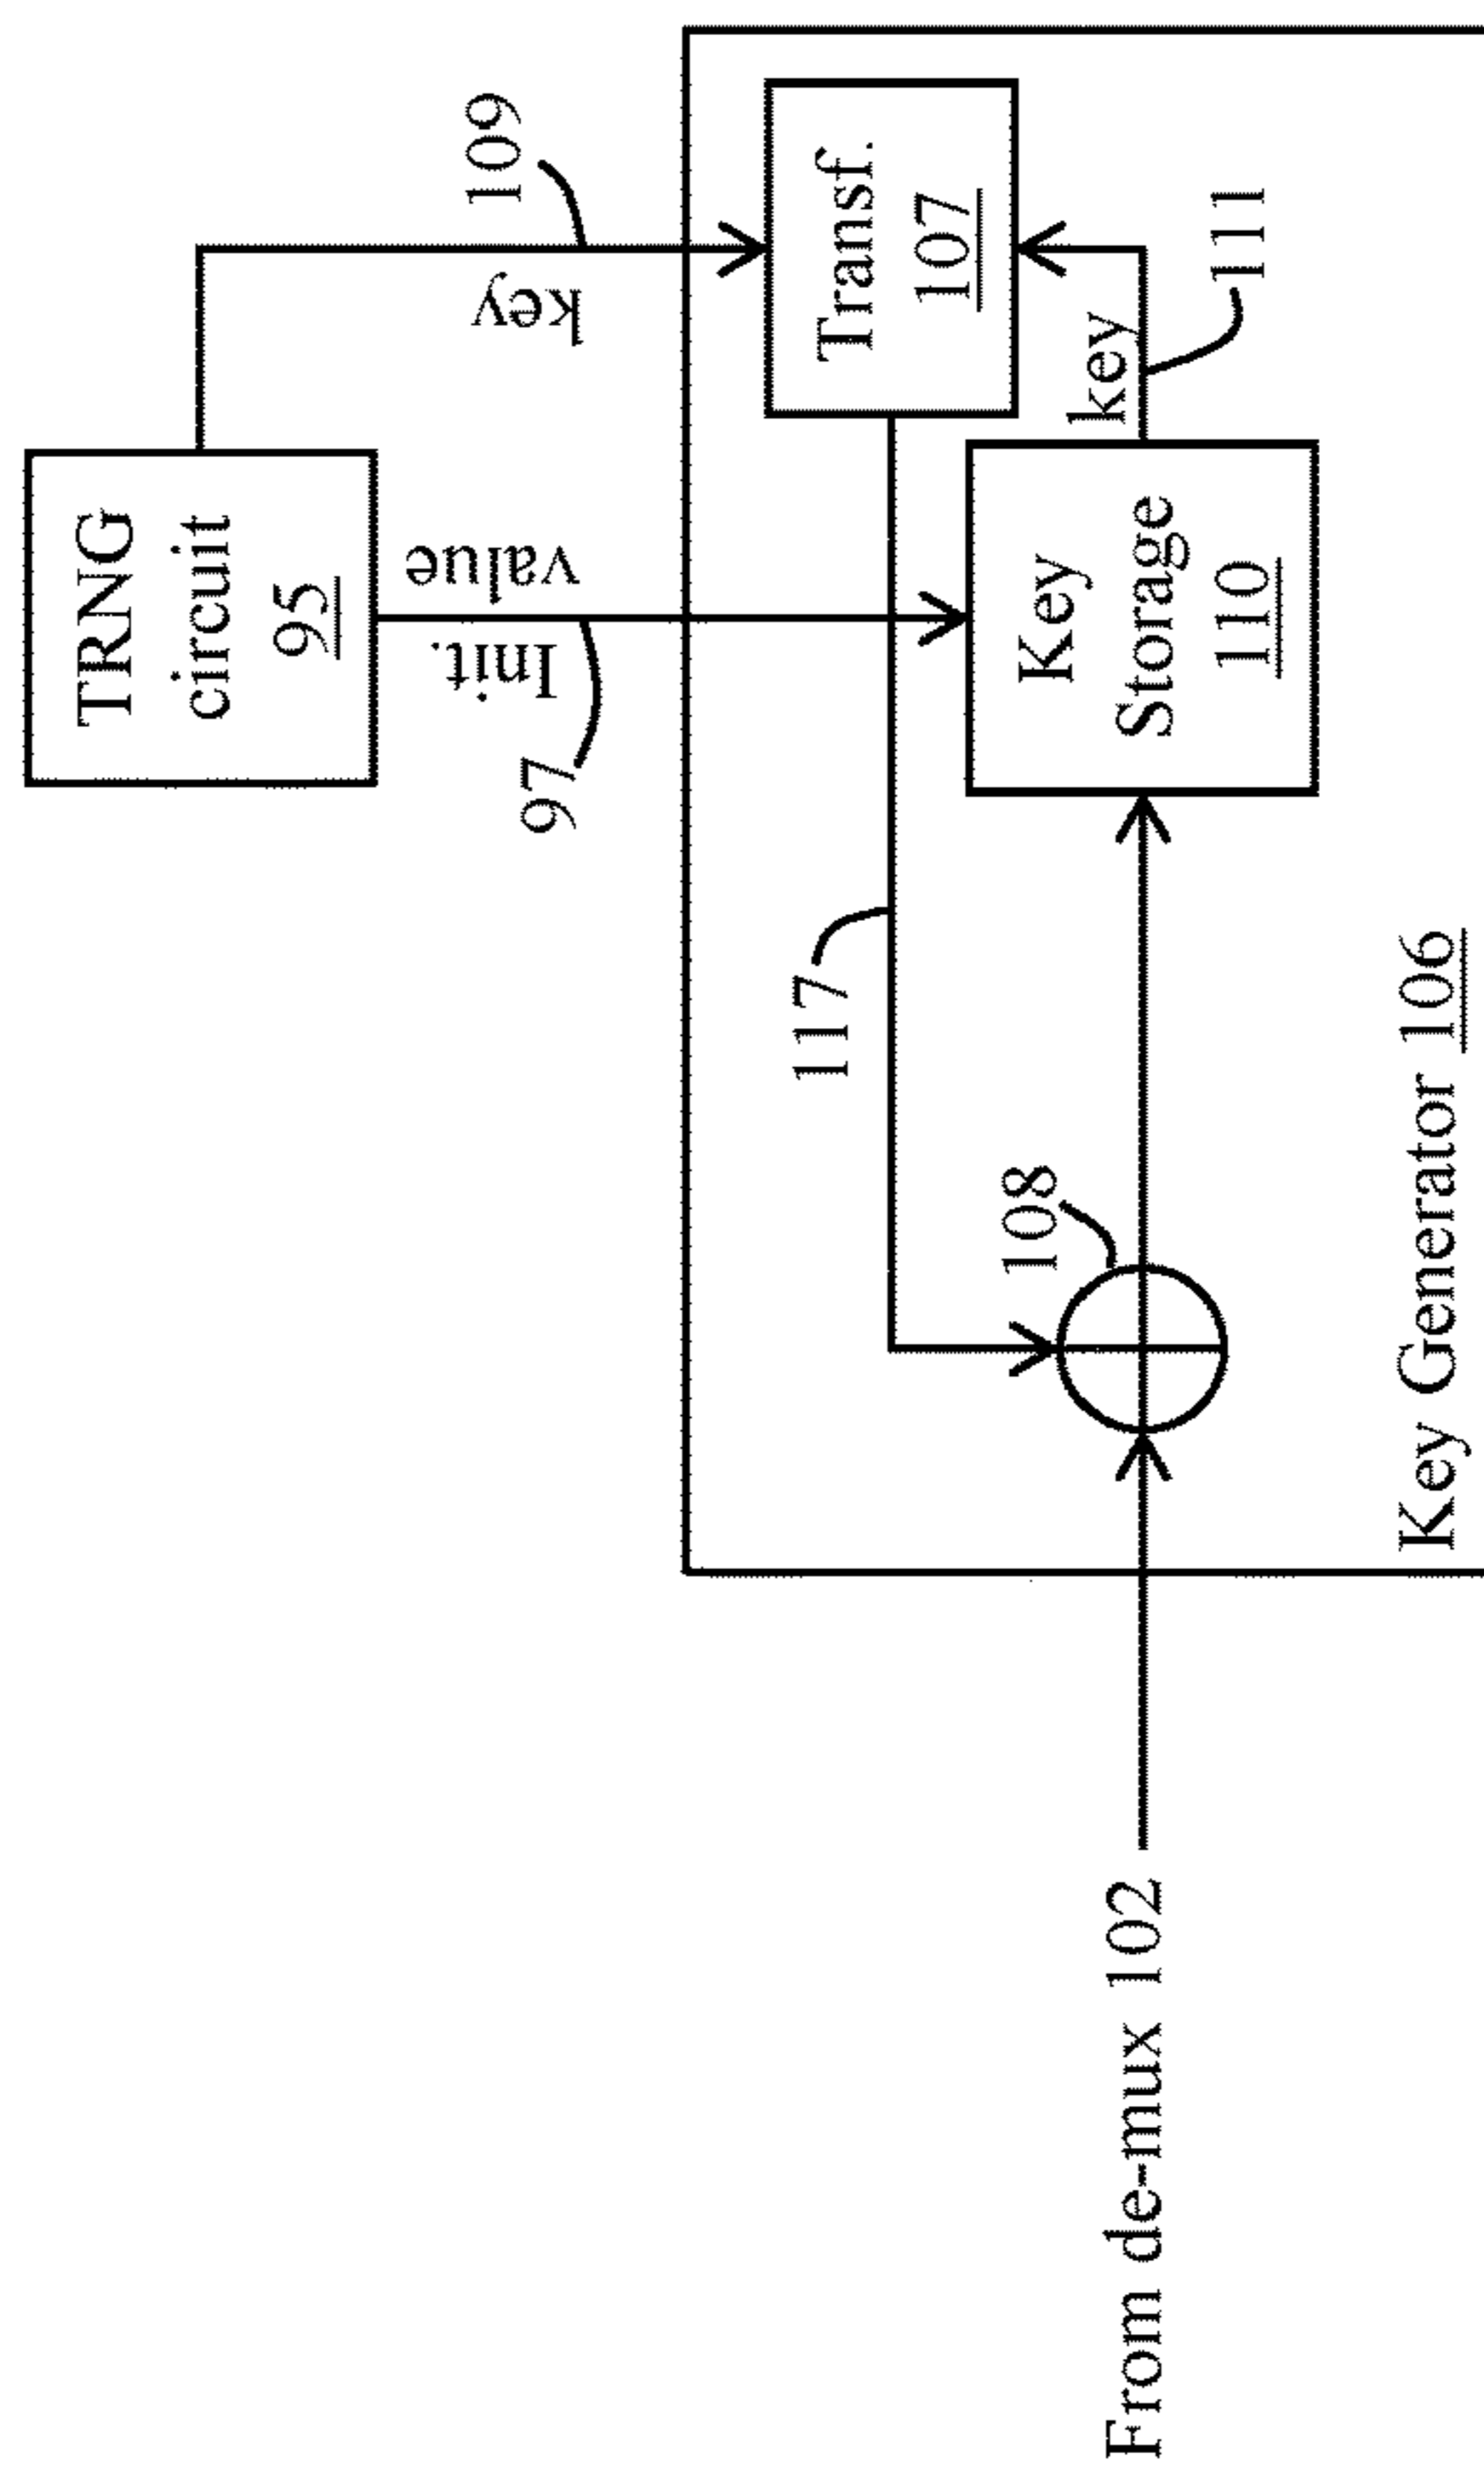 TRNG
circuit
95
109
key
Init. value
97
Transf.
107
117
key
111
Key
Storage
110
108
From de-mux 102
Key Generator 106